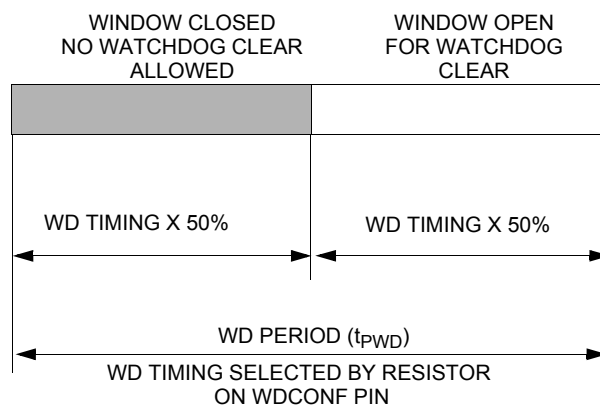 WINDOW CLOSED
NO WATCHDOG CLEAR
ALLOWED
WINDOW OPEN
FOR WATCHDOG
CLEAR
WD TIMING X 50%
WD TIMING X 50%
WD PERIOD (tPWD)
WD TIMING SELECTED BY RESISTOR
ON WDCONF PIN